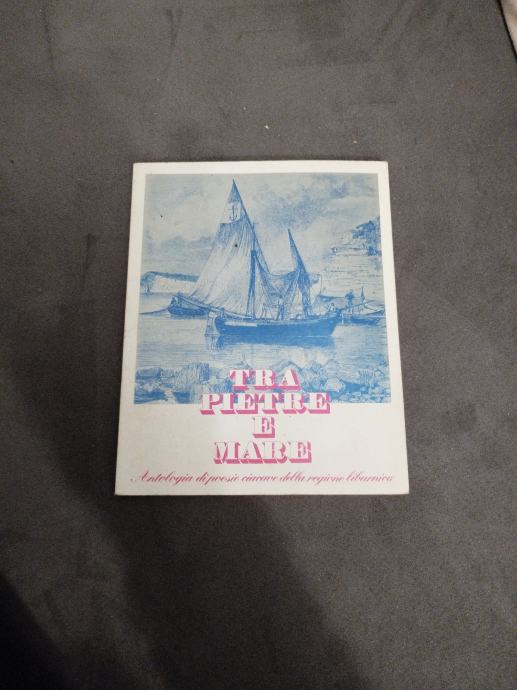 TRA
PIETRE
E
MARE
Antologia di poesie ciacave della regione liburnica